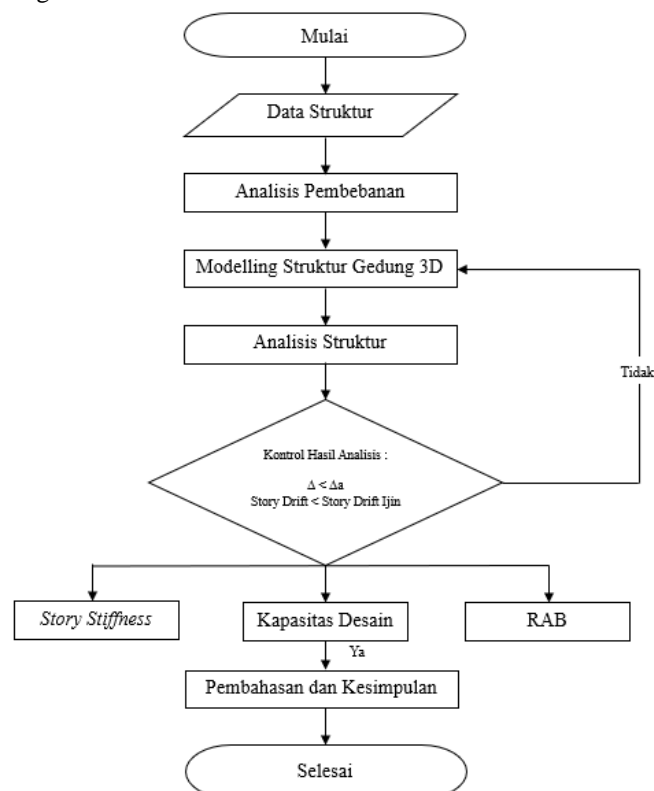 Mulai
Data Struktur
Analisis Pembebanan
Modelling Struktur Gedung 3D
Analisis Struktur
Tidak
Kontrol Hasil Analisis :
Δ < Δa
Story Drift < Story Drift Ijin
Story Stiffness
Kapasitas Desain
RAB
Ya
Pembahasan dan Kesimpulan
Selesai